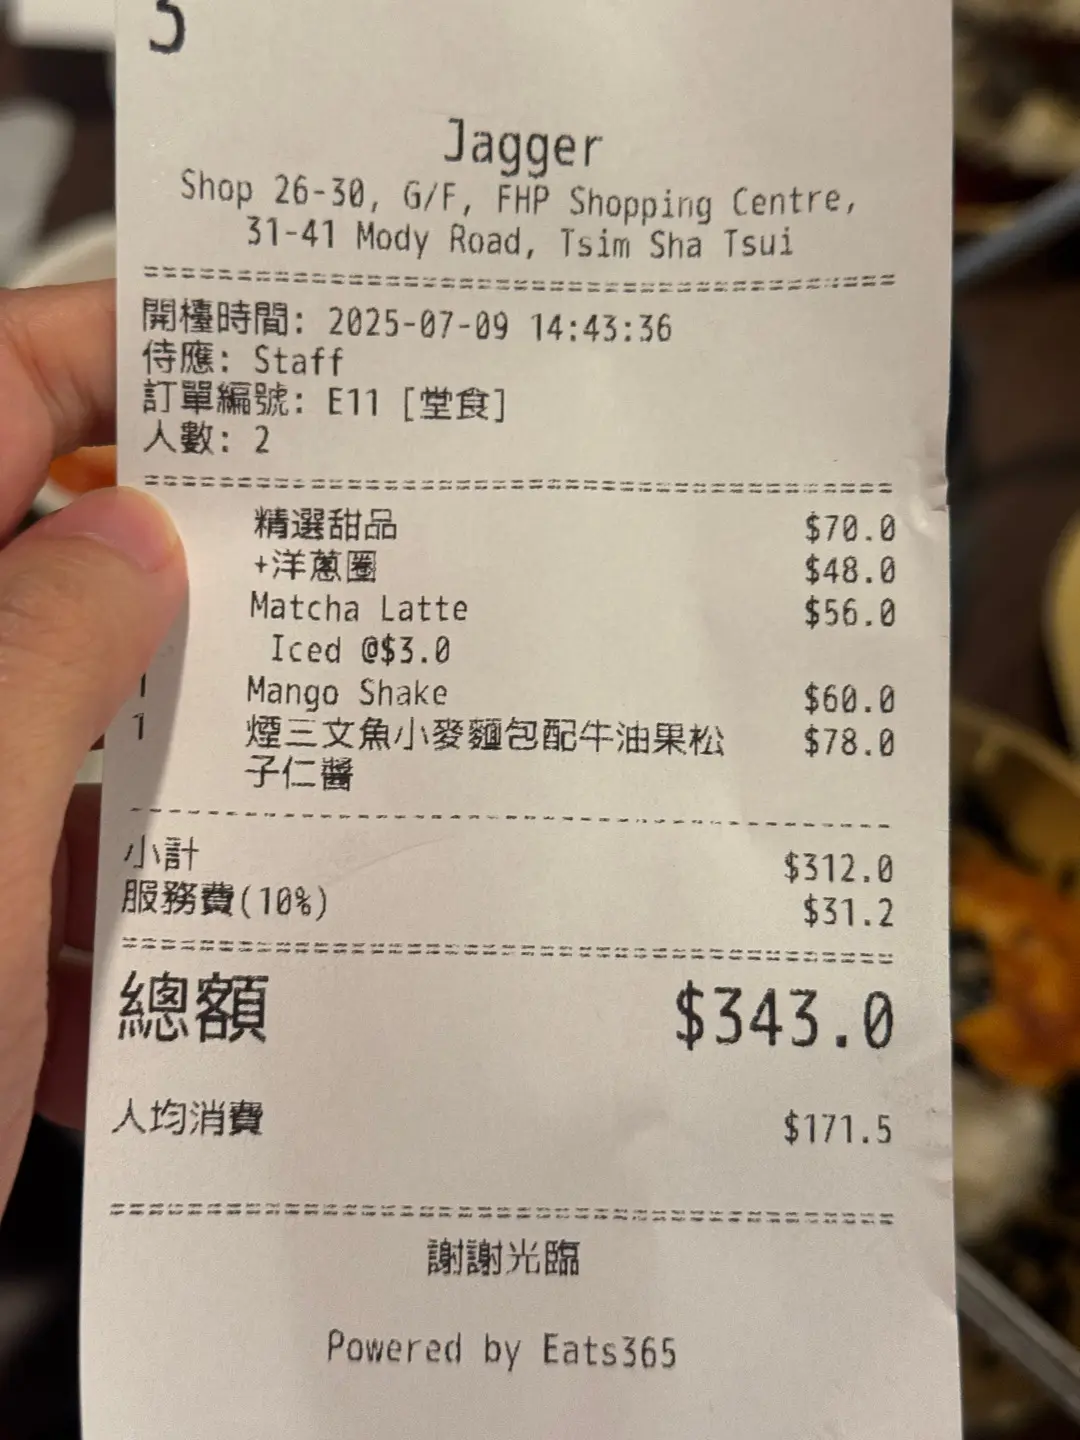 3
Jagger
Shop 26-30, G/F, FHP Shopping Centre,
31-41 Mody Road, Tsim Sha Tsui
開檯時間: 2025-07-09 14:43:36
侍應: Staff
訂單編號: E11 [堂食]
人數: 2
精選甜品 $70.0
+洋蔥圈 $48.0
Matcha Latte $56.0
Iced @$3.0
1 Mango Shake $60.0
1 煙三文魚小麥麵包配牛油果松 $78.0
子仁醬
小計 $312.0
服務費(10%) $31.2
總額 $343.0
人均消費 $171.5
謝謝光臨
Powered by Eats365